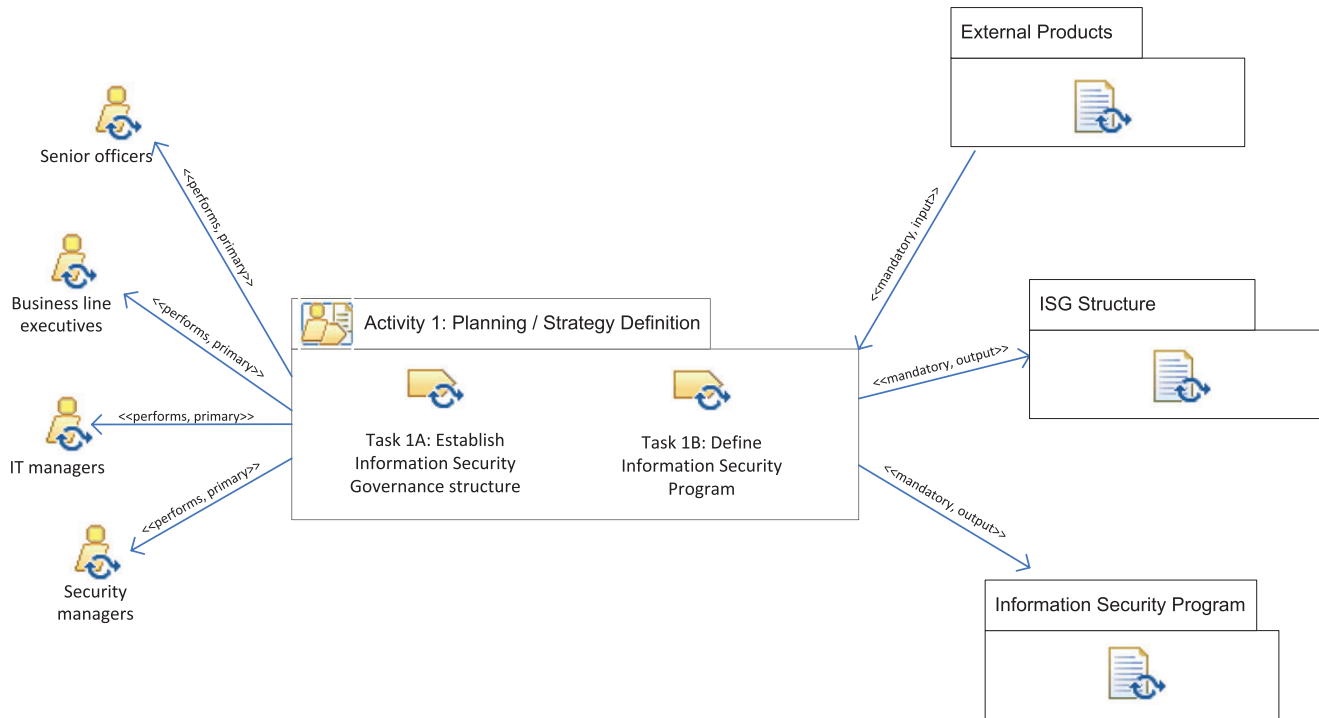 External Products
Senior officers
<<performs, primary>>
<<mandatory, input>>
Business line
executives
<<performs, primary>>
ISG Structure
Activity 1: Planning / Strategy Definition
<<mandatory, output>>
IT managers
<<performs, primary>>
Task 1A: Establish
Information Security
Governance structure
Task 1B: Define
Information Security
Program
<<performs, primary>>
<<mandatory, output>>
Security
managers
Information Security Program